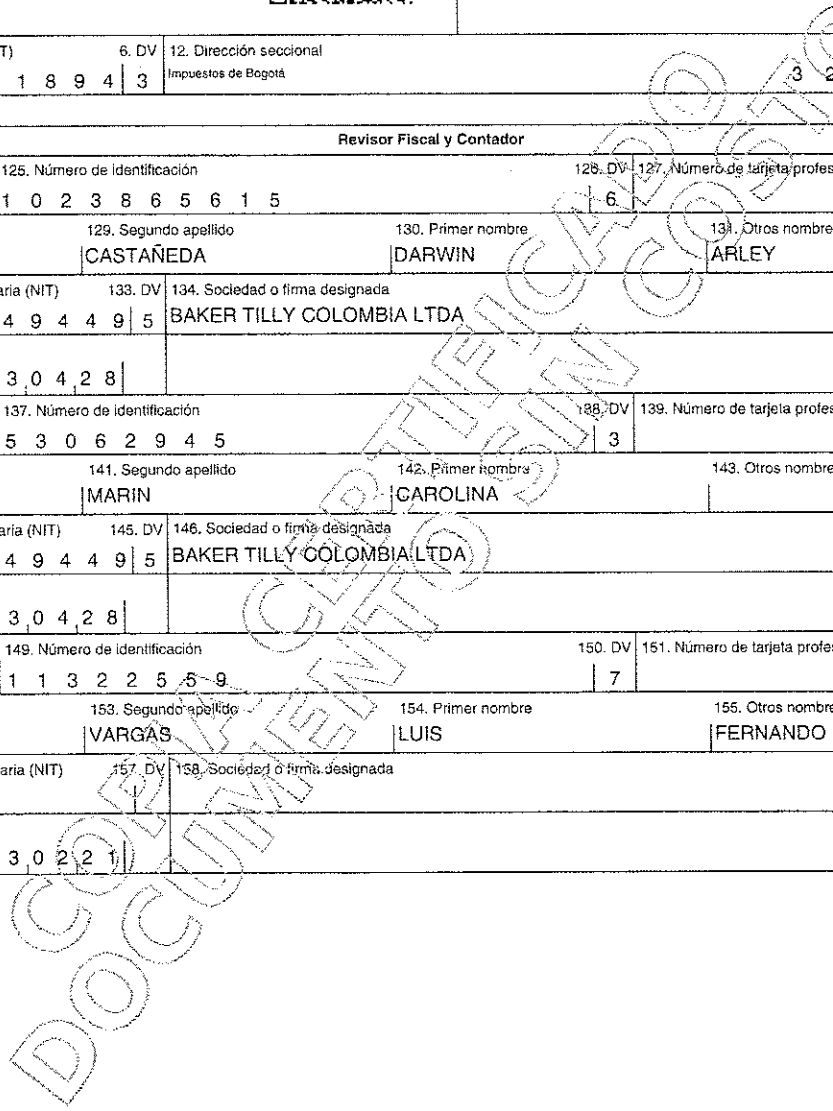 T) 6. DV 12. Dirección seccional
1 8 9 4 3 Impuestos de Bogotá 3 2
Revisor Fiscal y Contador
125. Número de identificación 126. DV 127. Número de tarjeta profes
1 0 2 3 8 6 5 6 1 5 6
129. Segundo apellido 130. Primer nombre 131. Otros nombre
CASTAÑEDA DARWIN ARLEY
aria (NIT) 133. DV 134. Sociedad o firma designada
4 9 4 4 9 5 BAKER TILLY COLOMBIA LTDA
3 0 4 2 8
137. Número de identificación 138. DV 139. Número de tarjeta profes
5 3 0 6 2 9 4 5 3
141. Segundo apellido 142. Primer nombre 143. Otros nombre
MARIN CAROLINA
aria (NIT) 145. DV 146. Sociedad o firma designada
4 9 4 4 9 5 BAKER TILLY COLOMBIA LTDA
3 0 4 2 8
149. Número de identificación 150. DV 151. Número de tarjeta profes
1 1 3 2 2 5 5 9 7
153. Segundo apellido 154. Primer nombre 155. Otros nombre
VARGAS LUIS FERNANDO
aria (NIT) 157. DV 158. Sociedad o firma designada
3 0 2 2 1
COPIA CERTIFICADO
DOCUMENTO SIN COSTO